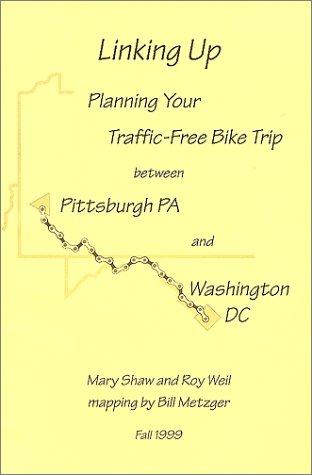 Linking Up
Planning Your
Traffic-Free Bike Trip
between
Pittsburgh PA
and
Washington
DC
Mary Shaw and Roy Weil
mapping by Bill Metzger
Fall 1999